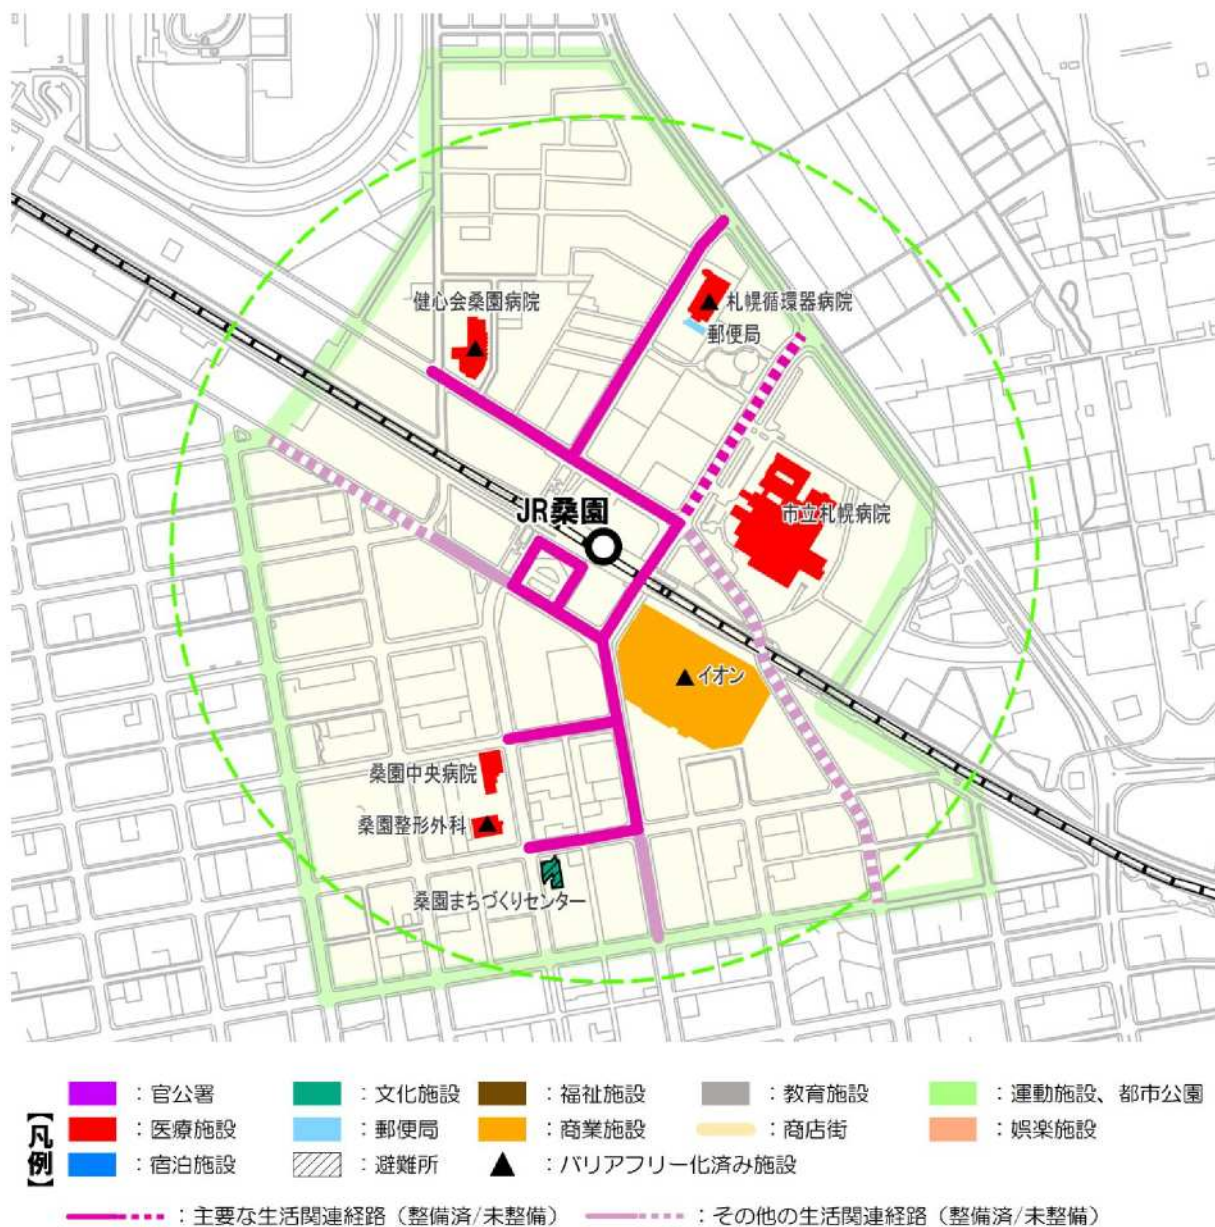 健心会桑園病院
札幌循環器病院
郵便局
JR桑園
市立札幌病院
イオン
桑園中央病院
桑園整形外科
桑園まちづくりセンター
【凡例】
：官公署
：文化施設
：福祉施設
：教育施設
：運動施設、都市公園
：医療施設
：郵便局
：商業施設
：商店街
：娯楽施設
：宿泊施設
：避難所
：バリアフリー化済み施設
：主要な生活関連経路（整備済/未整備）
：その他の生活関連経路（整備済/未整備）